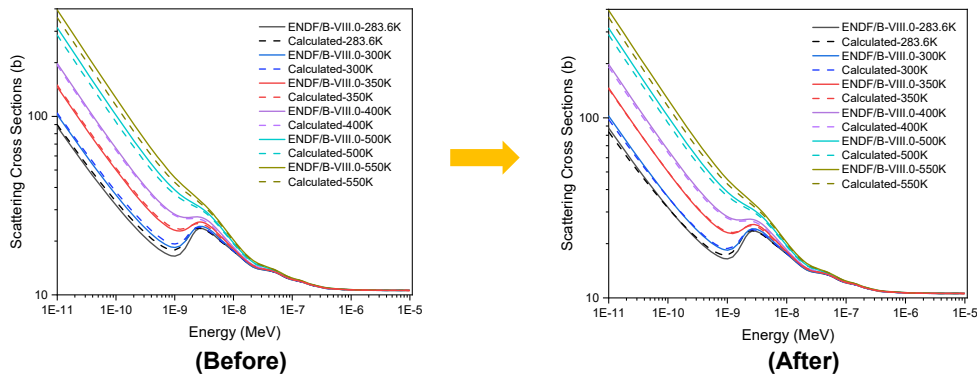 Scattering Cross Sections (b)
100
10
ENDF/B-VIII.0-283.6K
Calculated-283.6K
ENDF/B-VIII.0-300K
Calculated-300K
ENDF/B-VIII.0-350K
Calculated-350K
ENDF/B-VIII.0-400K
Calculated-400K
ENDF/B-VIII.0-500K
Calculated-500K
ENDF/B-VIII.0-550K
Calculated-550K
1E-11 1E-10 1E-9 1E-8 1E-7 1E-6 1E-5
Energy (MeV)
(Before)
Scattering Cross Sections (b)
100
10
ENDF/B-VIII.0-283.6K
Calculated-283.6K
ENDF/B-VIII.0-300K
Calculated-300K
ENDF/B-VIII.0-350K
Calculated-350K
ENDF/B-VIII.0-400K
Calculated-400K
ENDF/B-VIII.0-500K
Calculated-500K
ENDF/B-VIII.0-550K
Calculated-550K
1E-11 1E-10 1E-9 1E-8 1E-7 1E-6 1E-5
Energy (MeV)
(After)